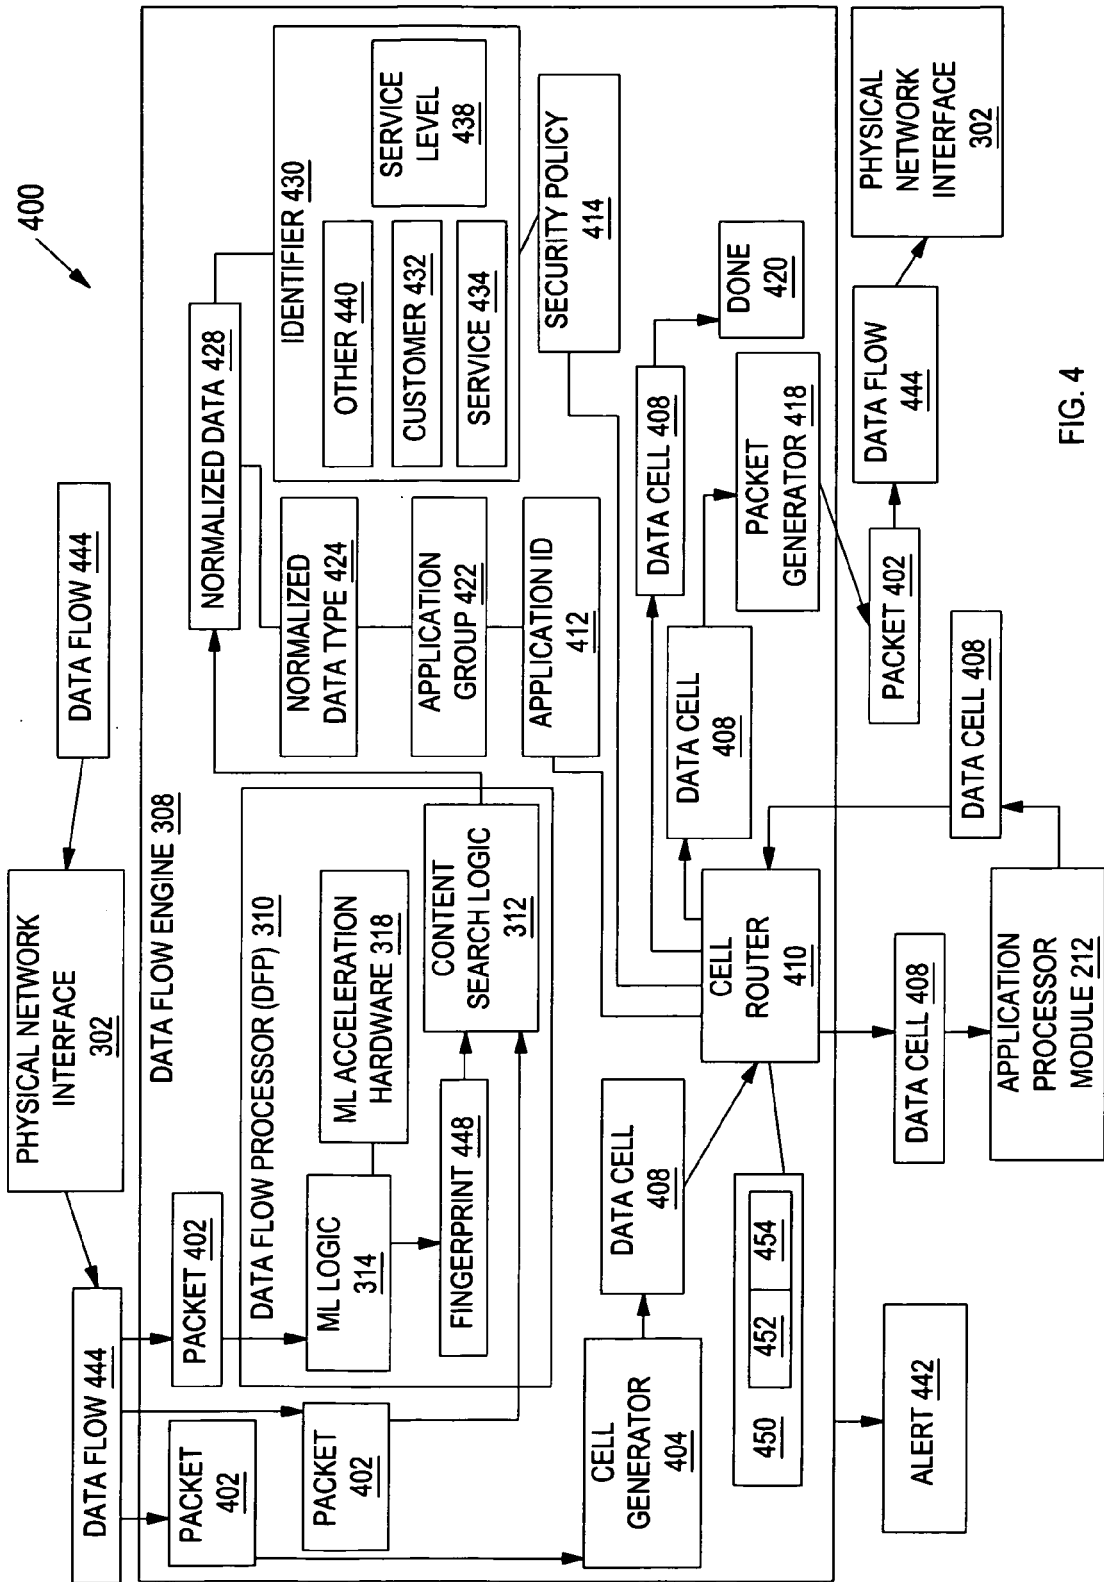 400
DATA FLOW 444
PHYSICAL NETWORK
INTERFACE
302
DATA FLOW 444
DATA FLOW ENGINE 308
PACKET
402
PACKET 402
PACKET
402
DATA FLOW PROCESSOR (DFP) 310
ML LOGIC
314
ML ACCELERATION
HARDWARE 318
FINGERPRINT 448
CONTENT
SEARCH LOGIC
312
NORMALIZED DATA 428
NORMALIZED
DATA TYPE 424
APPLICATION
GROUP 422
APPLICATION ID
412
IDENTIFIER 430
OTHER 440
CUSTOMER 432
SERVICE 434
SERVICE
LEVEL
438
SECURITY POLICY
414
CELL
GENERATOR
404
DATA CELL
408
CELL
ROUTER
410
450
452
454
DATA CELL
408
DATA CELL 408
DONE
420
PACKET
GENERATOR 418
ALERT 442
DATA CELL 408
APPLICATION
PROCESSOR
MODULE 212
DATA CELL 408
PACKET 402
DATA FLOW
444
PHYSICAL
NETWORK
INTERFACE
302
FIG. 4